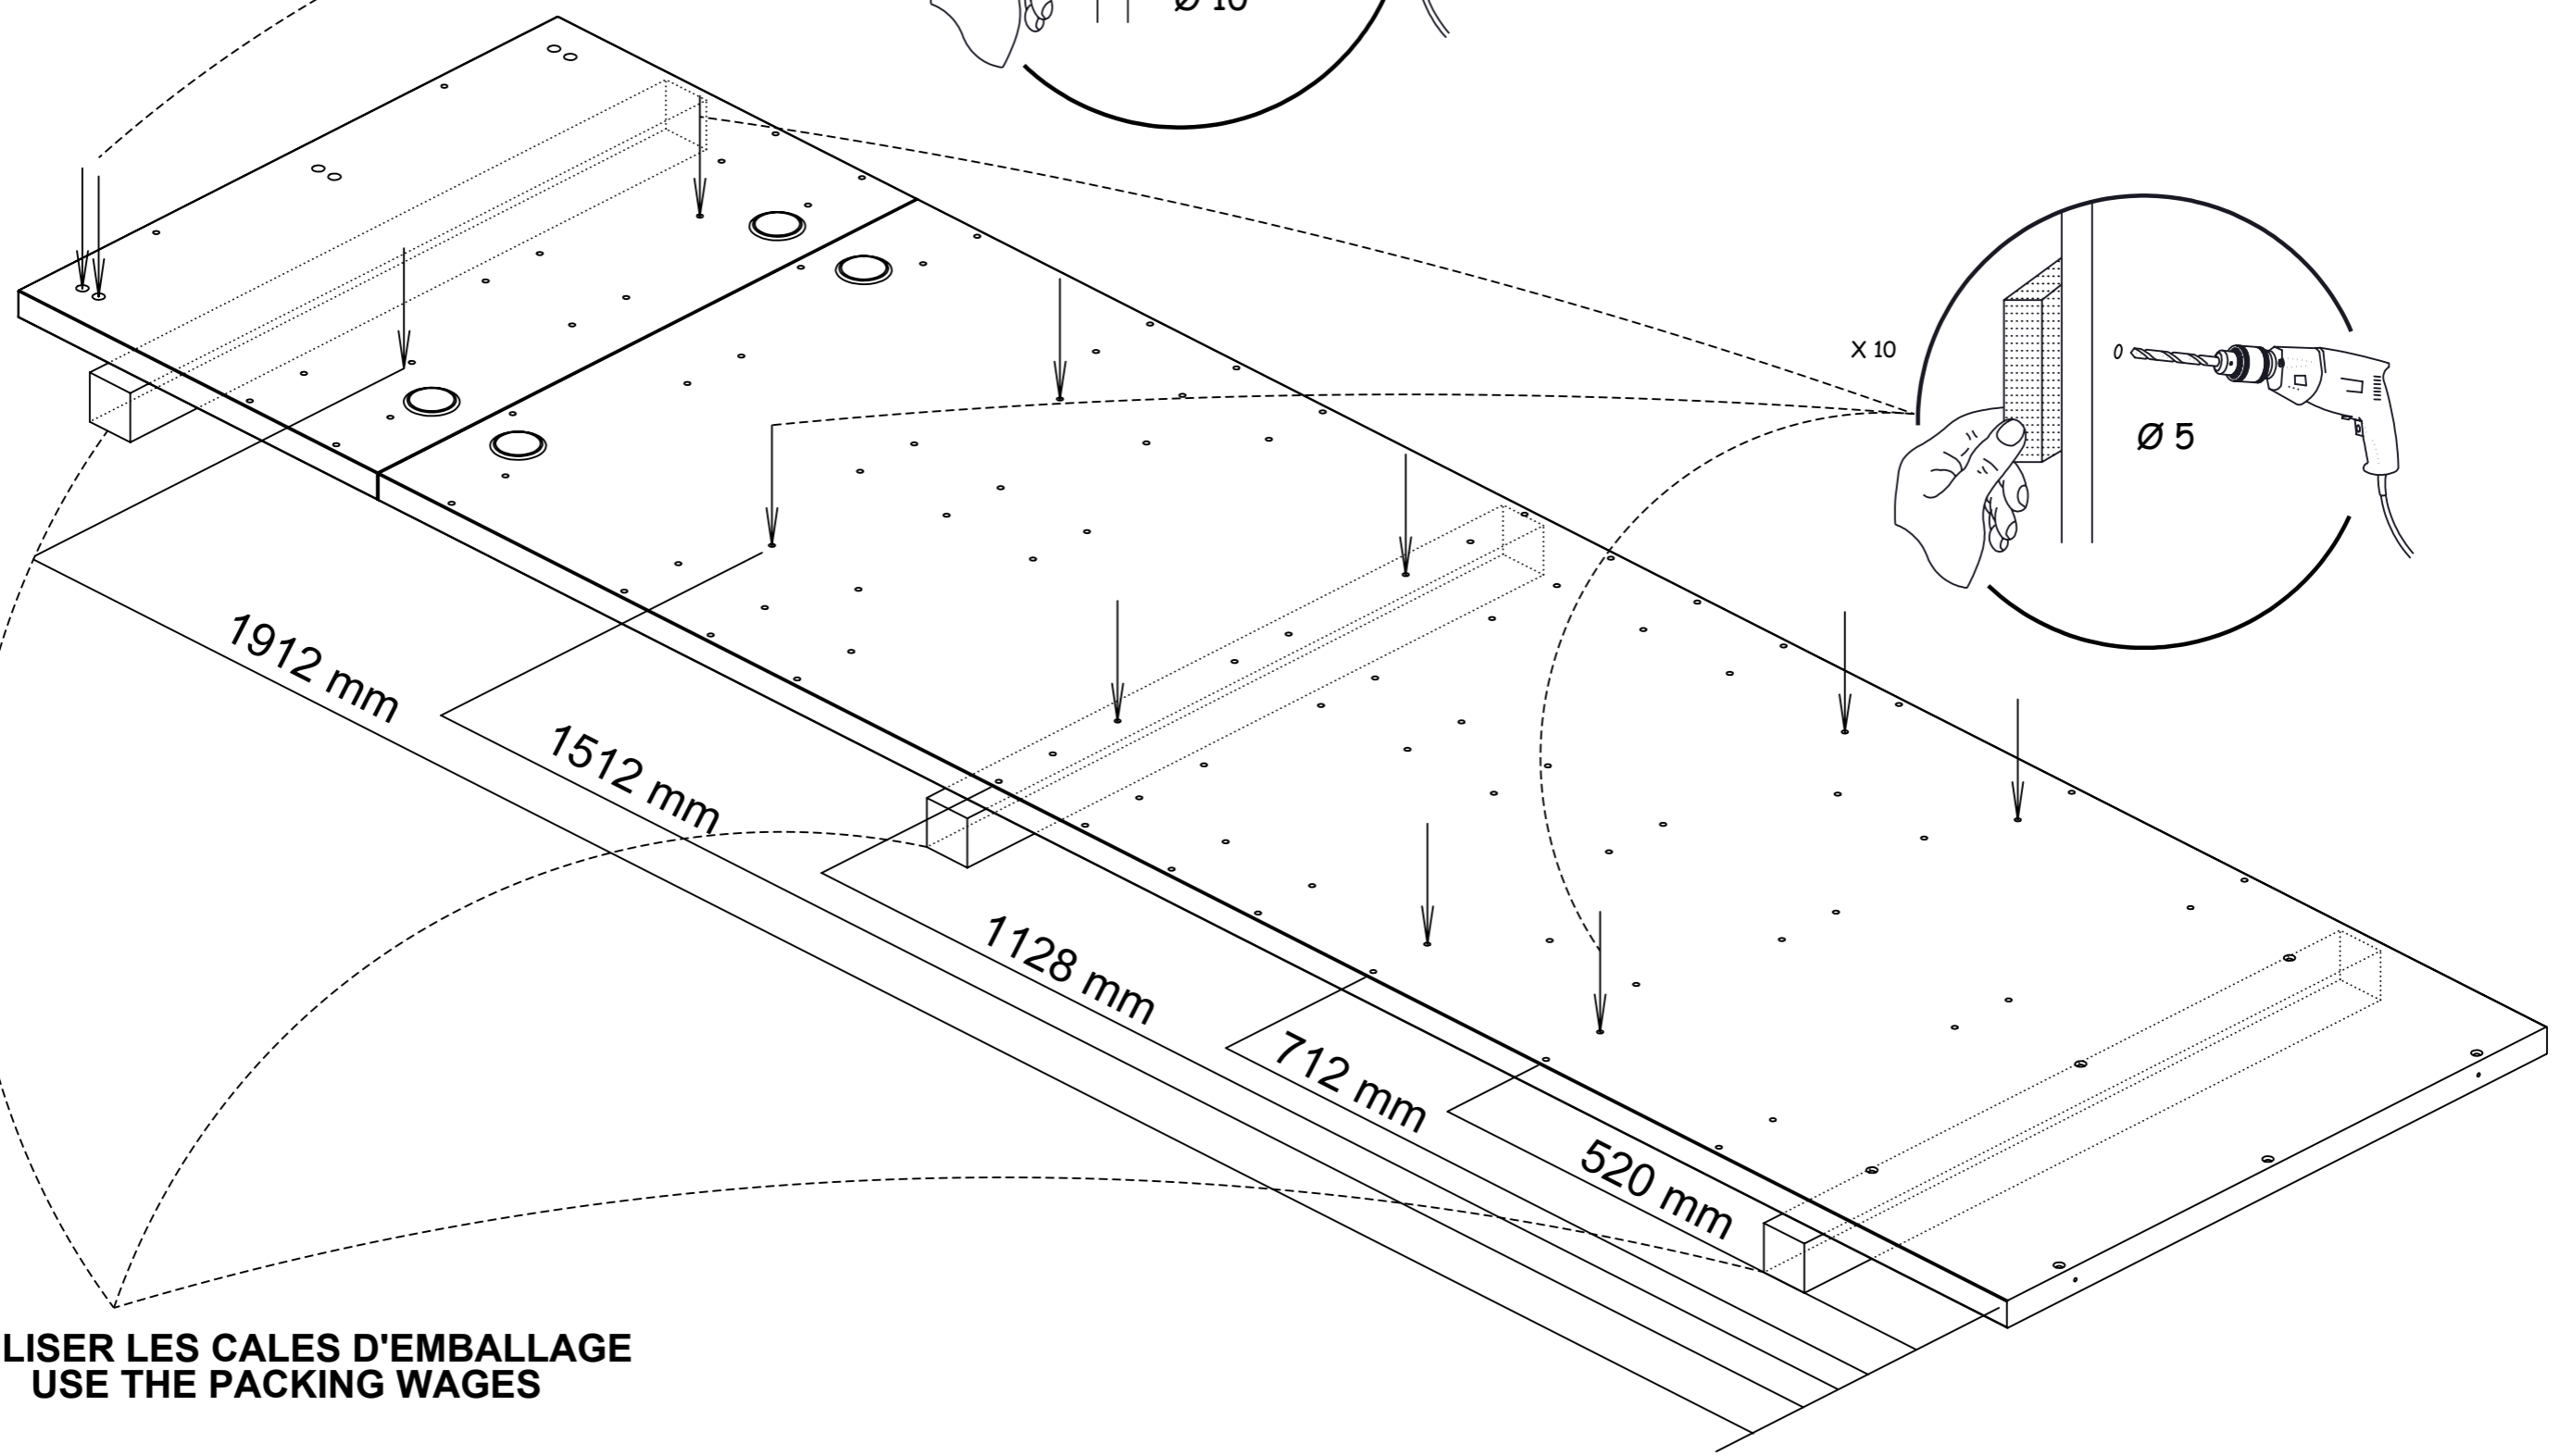 Ø 10
X 10
Ø 5
1912 mm
1512 mm
1128 mm
712 mm
520 mm
LISER LES CALES D'EMBALLAGE
USE THE PACKING WAGES